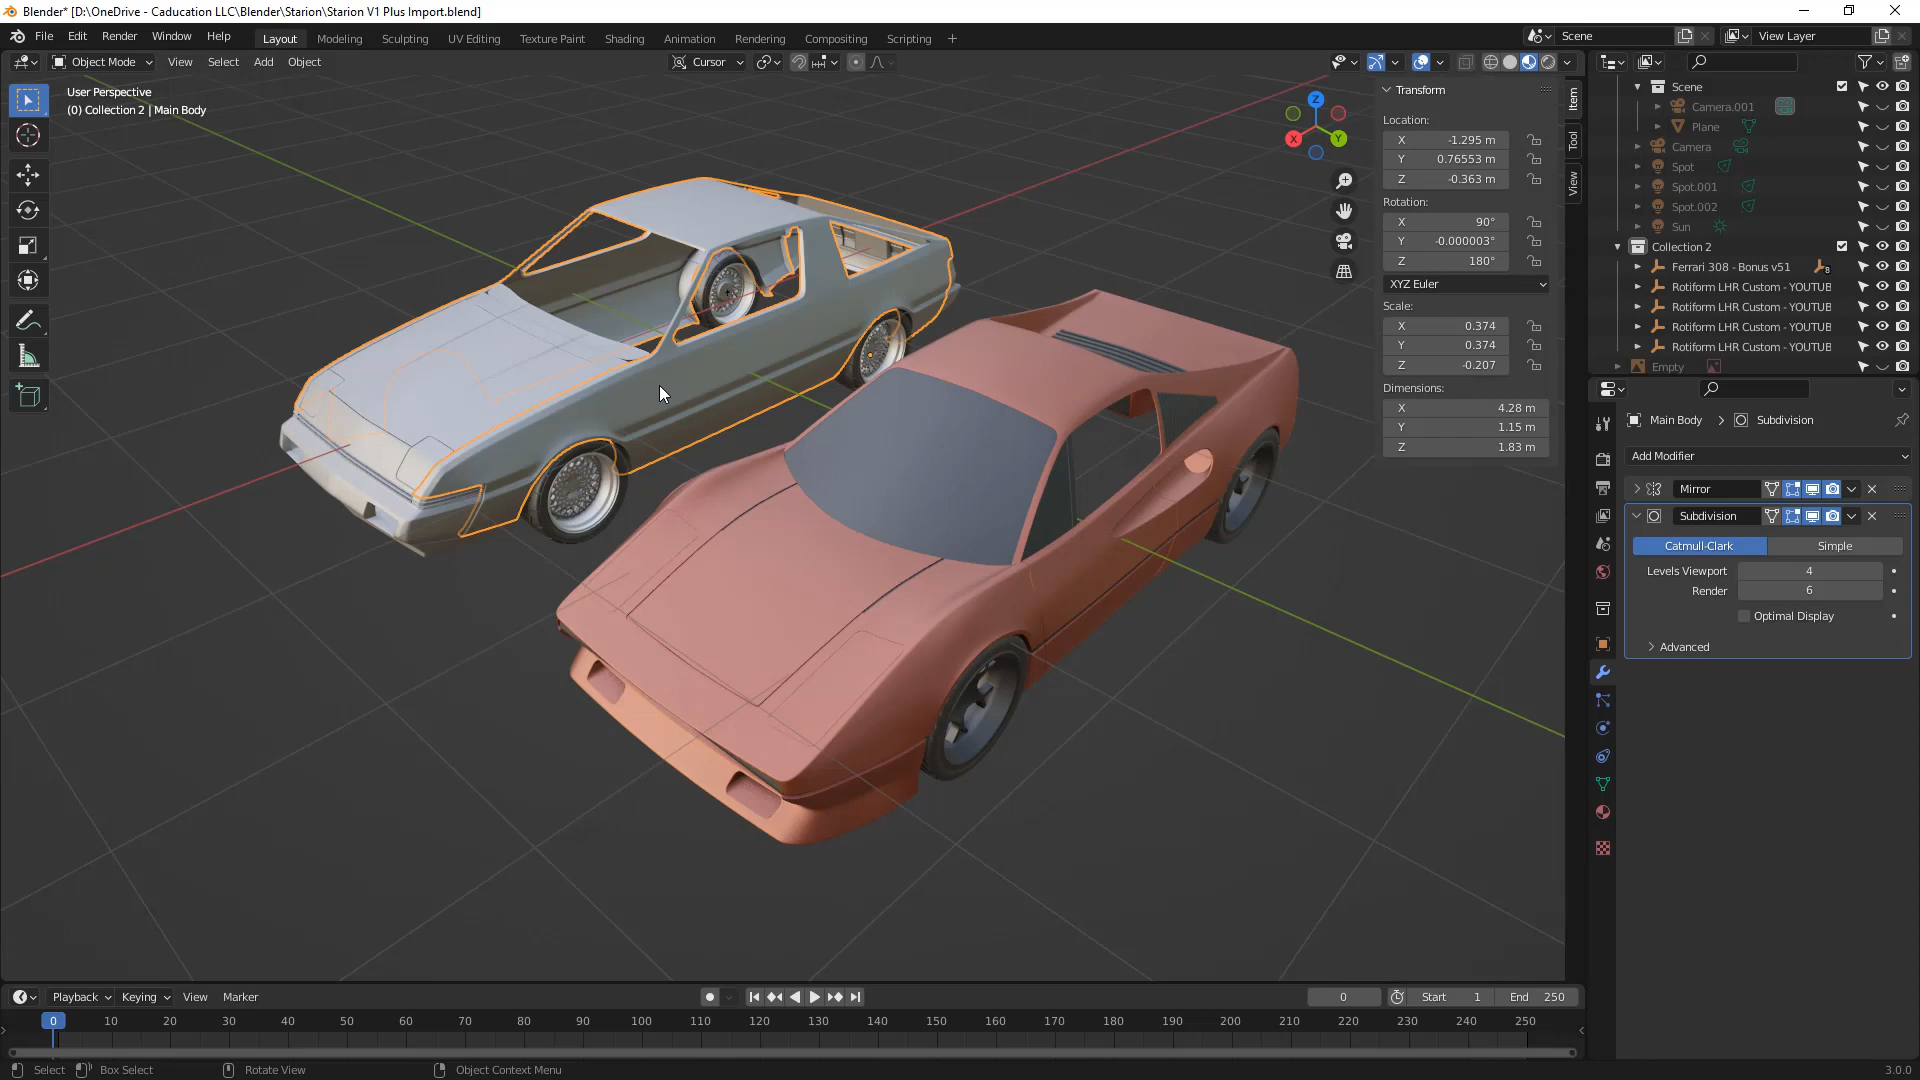 Blender* [D:\OneDrive - Caducation LLC\Blender\Starion\Starion V1 Plus Import.blend]
File Edit Render Window Help
Layout Modeling Sculpting UV Editing Texture Paint Shading Animation Rendering Compositing Scripting +
Scene
View Layer
Object Mode View Select Add Object
Cursor
User Perspective
(0) Collection 2 | Main Body
Z
X
Y
Transform
Location:
X -1.295 m
Y 0.76553 m
Z -0.363 m
Rotation:
X 90°
Y -0.000003°
Z 180°
XYZ Euler
Scale:
X 0.374
Y 0.374
Z -0.207
Dimensions:
X 4.28 m
Y 1.15 m
Z 1.83 m
Item
Tool
View
Scene
Camera.001
Plane
Camera
Spot
Spot.001
Spot.002
Sun
Collection 2
Ferrari 308 - Bonus v51
8
Rotiform LHR Custom - YOUTUB
Rotiform LHR Custom - YOUTUB
Rotiform LHR Custom - YOUTUB
Rotiform LHR Custom - YOUTUB
Empty
Main Body > Subdivision
Add Modifier
Mirror
Subdivision
Catmull-Clark Simple
Levels Viewport 4
Render 6
Optimal Display
Advanced
Playback Keying View Marker
0
Start 1
End 250
0 10 20 30 40 50 60 70 80 90 100 110 120 130 140 150 160 170 180 190 200 210 220 230 240 250
Select Box Select Rotate View Object Context Menu
3.0.0